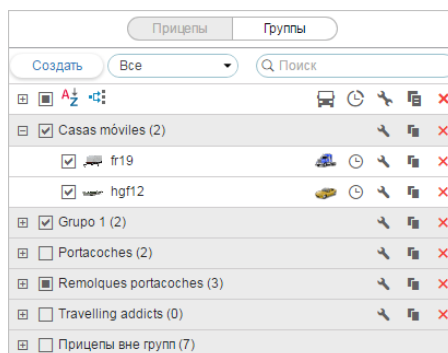 Прицепы Группы
Создать Все Поиск
Casas móviles (2)
fr19
hgf12
Grupo 1 (2)
Portacoches (2)
Remolques portacoches (3)
Travelling addicts (0)
Прицепы вне групп (7)